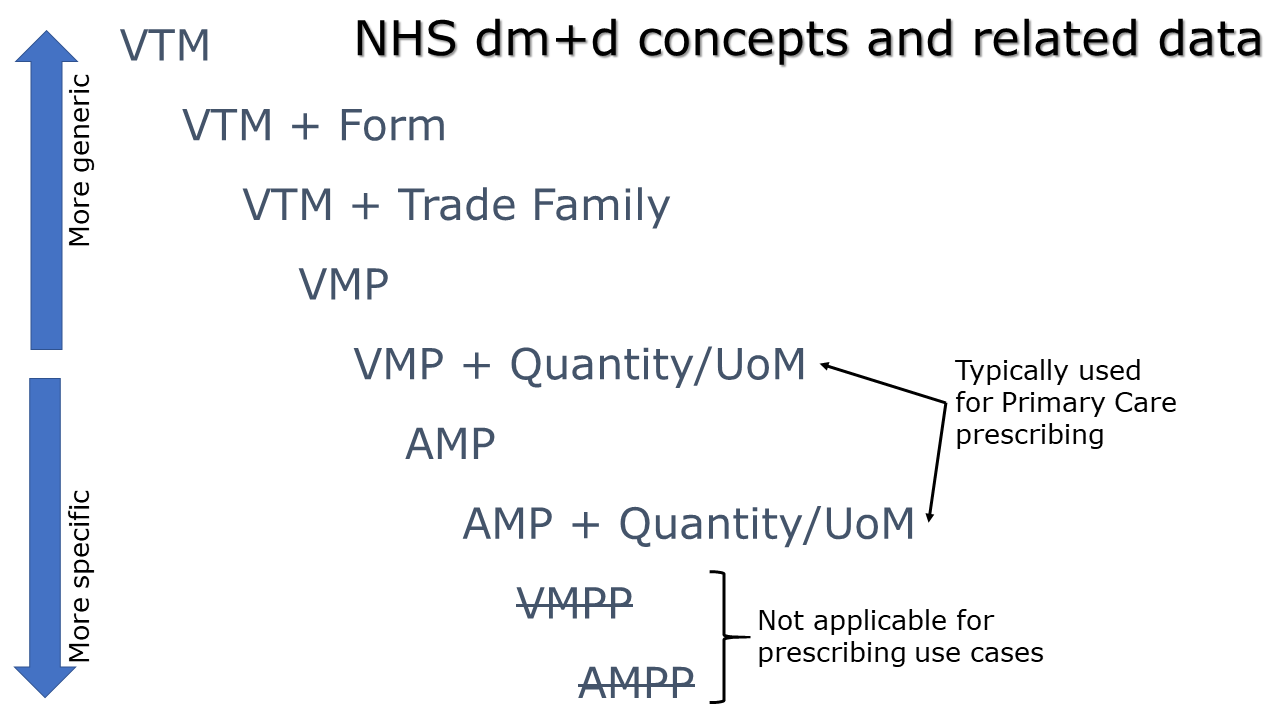 NHS dm+d concepts and related data
VTM
VTM + Form
VTM + Trade Family
VMP
VMP + Quantity/UoM
AMP
AMP + Quantity/UoM
VMPP
AMPP
More generic
More specific
Typically used
for Primary Care
prescribing
Not applicable for
prescribing use cases